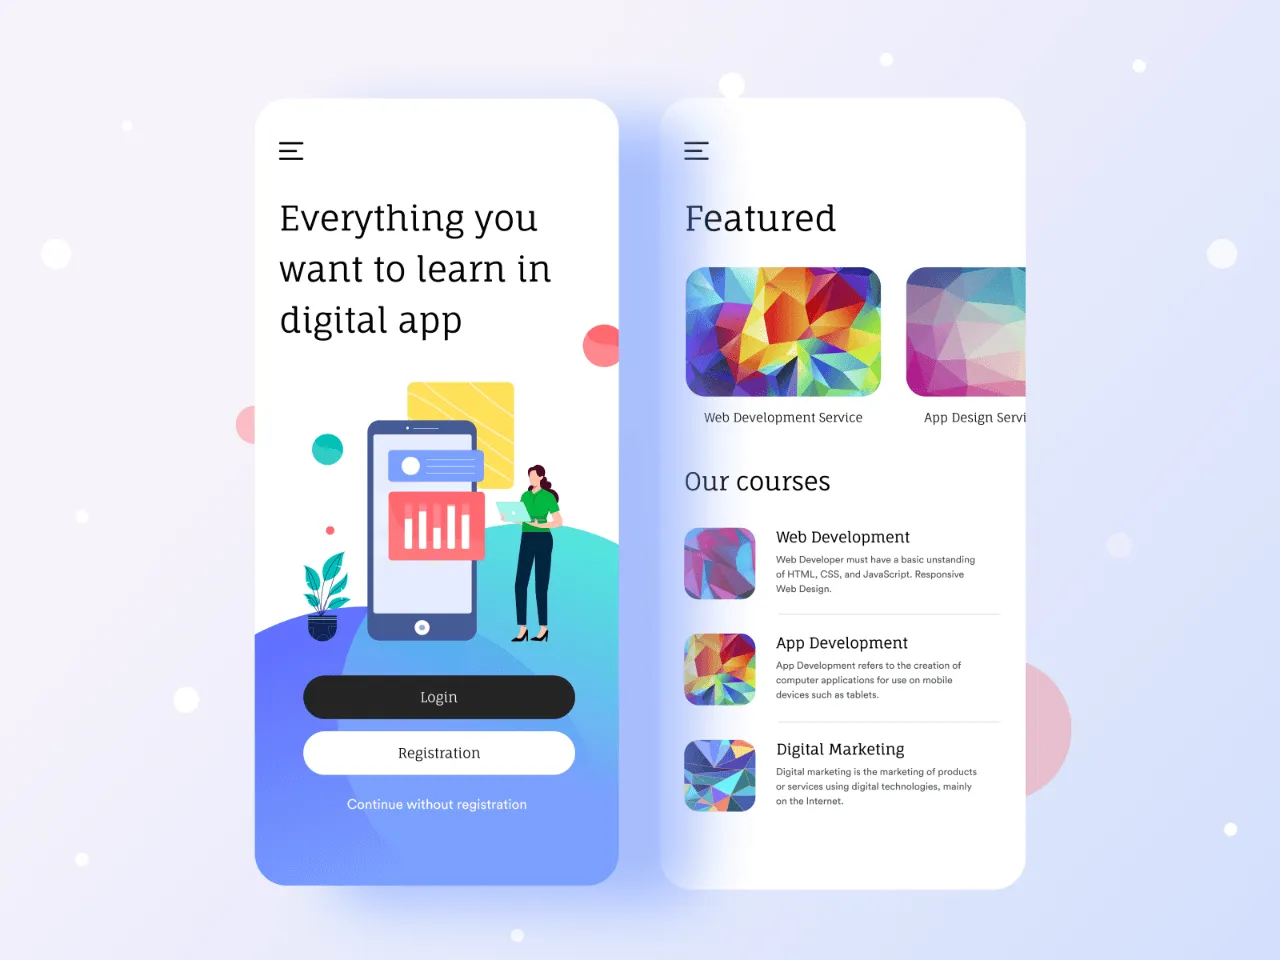 Everything you
want to learn in
digital app
Login
Registration
Continue without registration
Featured
Web Development Service
App Design Servi
Our courses
Web Development
Web Developer must have a basic unstanding
of HTML, CSS, and JavaScript. Responsive
Web Design.
App Development
App Development refers to the creation of
computer applications for use on mobile
devices such as tablets.
Digital Marketing
Digital marketing is the marketing of products
or services using digital technologies, mainly
on the Internet.